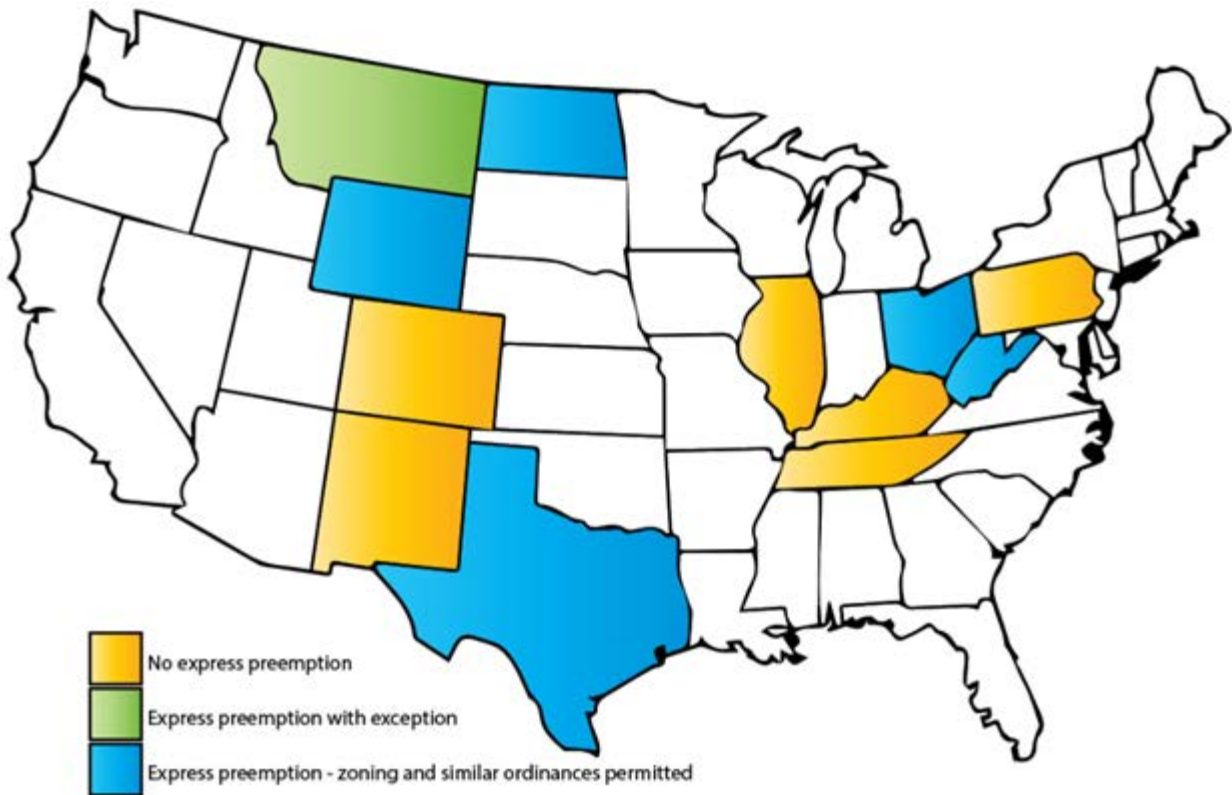 No express preemption
Express preemption with exception
Express preemption - zoning and similar ordinances permitted